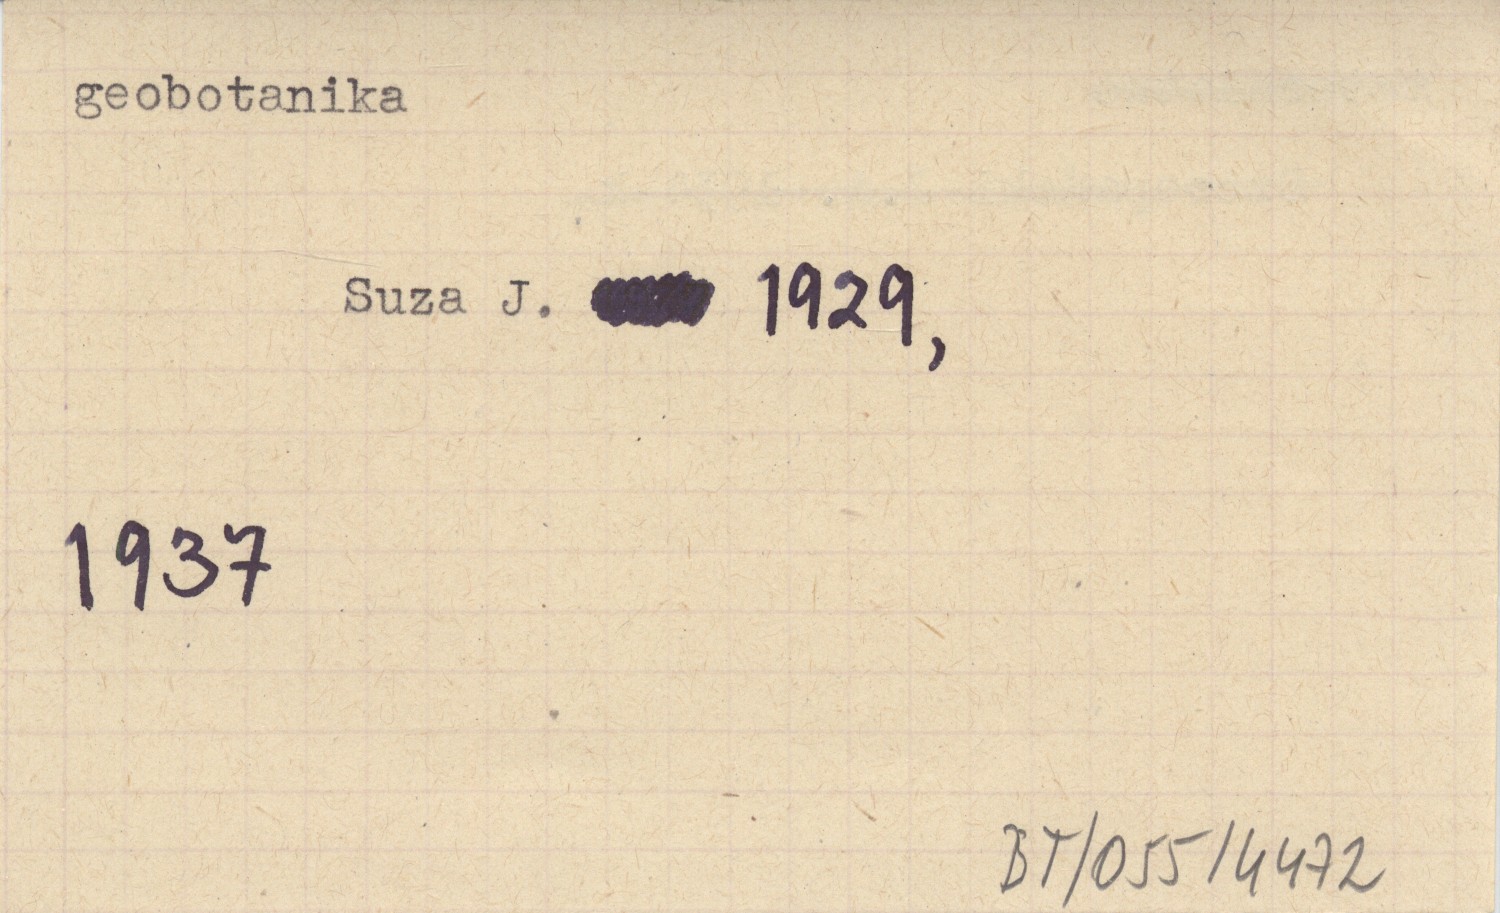 geobotanika
Suza J. 1929,
1937
BT/055/4472